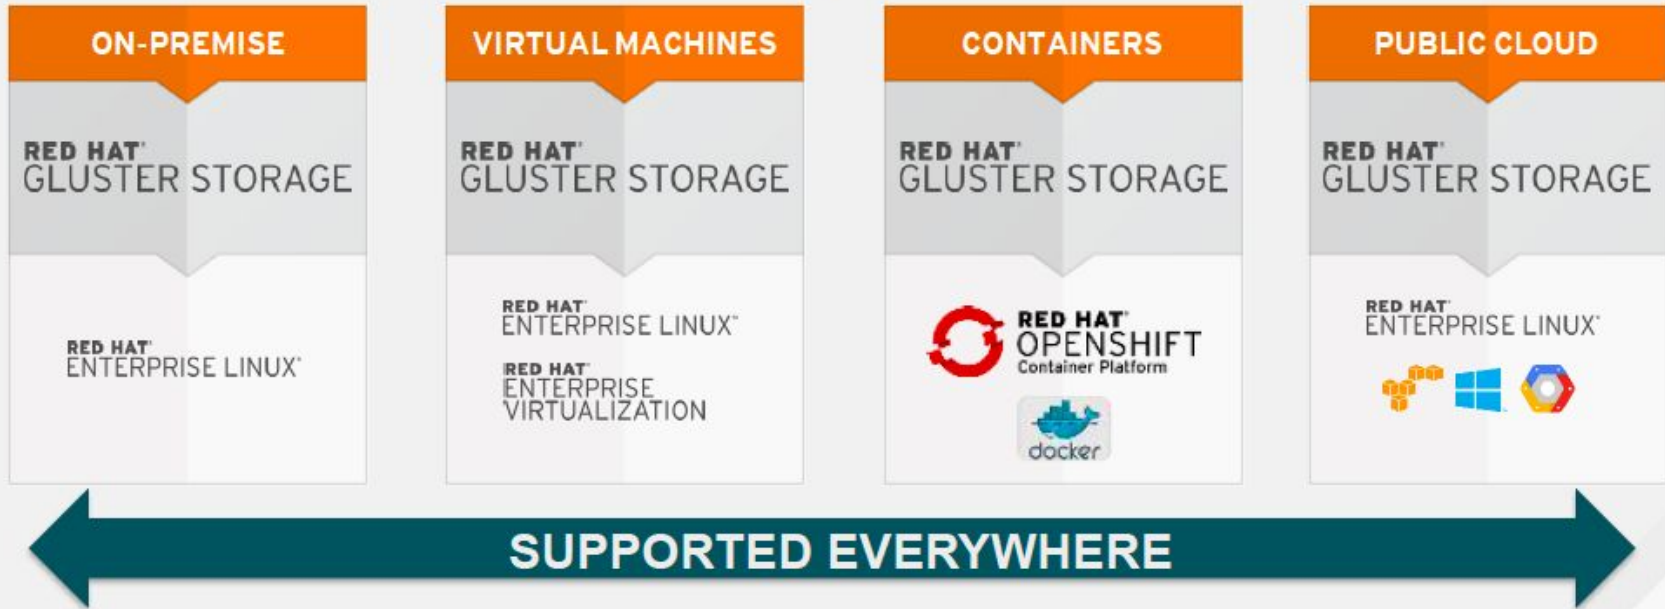 ON-PREMISE
RED HAT
GLUSTER STORAGE
RED HAT
ENTERPRISE LINUX
VIRTUAL MACHINES
RED HAT
GLUSTER STORAGE
RED HAT
ENTERPRISE LINUX
RED HAT
ENTERPRISE
VIRTUALIZATION
CONTAINERS
RED HAT
GLUSTER STORAGE
RED HAT
OPENSHIFT
Container Platform
docker
PUBLIC CLOUD
RED HAT
GLUSTER STORAGE
RED HAT
ENTERPRISE LINUX
SUPPORTED EVERYWHERE